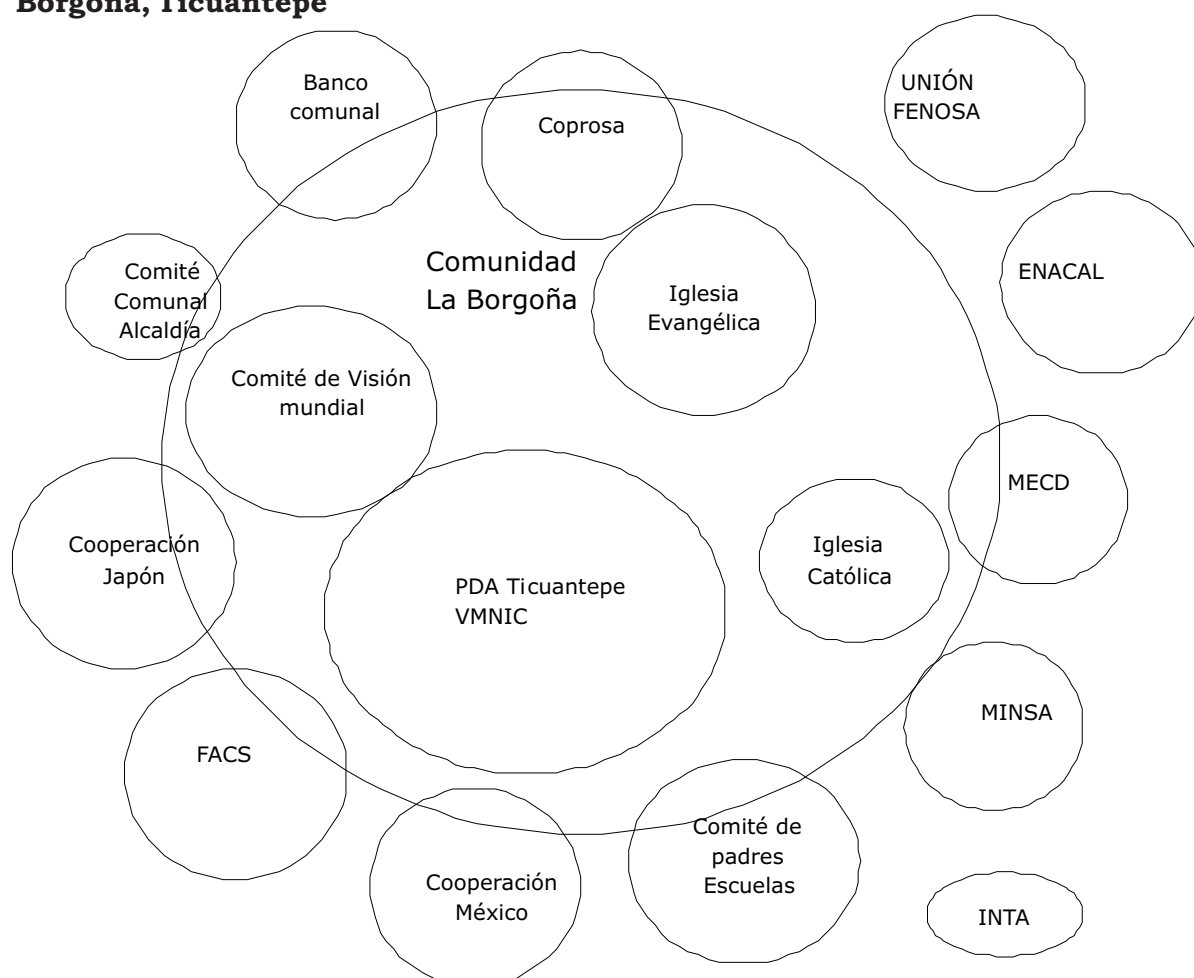 Borgoña, Ticuantepe
Banco
comunal
Coprosa
UNIÓN
FENOSA
Comité
Comunal
Alcaldía
Comunidad
La Borgoña
Iglesia
Evangélica
ENACAL
Comité de Visión
mundial
MECD
Cooperación
Japón
PDA Ticuantepe
VMNIC
Iglesia
Católica
MINSA
FACS
Comité de
padres
Escuelas
Cooperación
México
INTA